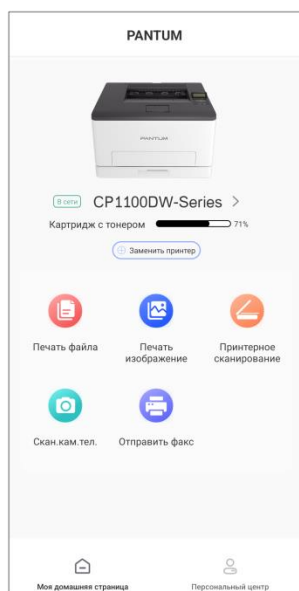 PANTUM
PANTUM
В сети CP1100DW-Series >
Картридж с тонером 71%
Заменить принтер
Печать файла
Печать изображение
Принтерное сканирование
Скан.кам.тел.
Отправить факс
Моя домашняя страница
Персональный центр